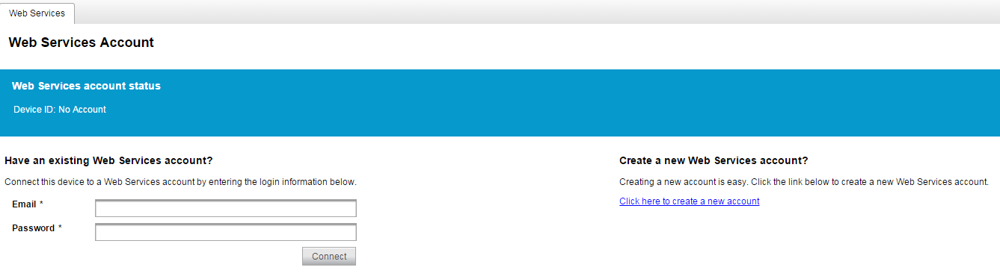 Web Services
Web Services Account
Web Services account status
Device ID: No Account
Have an existing Web Services account?
Connect this device to a Web Services account by entering the login information below.
Email *
Password *
Connect
Create a new Web Services account?
Creating a new account is easy. Click the link below to create a new Web Services account.
Click here to create a new account